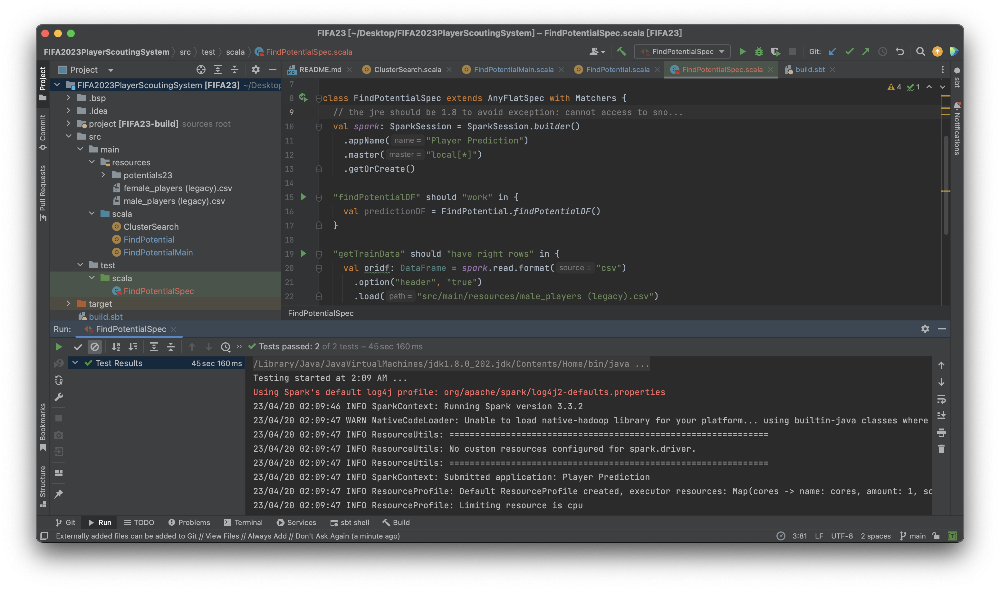 FIFA23 [~/Desktop/FIFA2023PlayerScoutingSystem] – FindPotentialSpec.scala [FIFA23]
FIFA2023PlayerScoutingSystem src test scala FindPotentialSpec.scala
FindPotentialSpec
Git:
Project
README.md
ClusterSearch.scala
FindPotentialMain.scala
FindPotential.scala
FindPotentialSpec.scala
build.sbt
Project
Commit
Pull Requests
Bookmarks
Structure
FIFA2023PlayerScoutingSystem [FIFA23] ~/Desktop
.bsp
.idea
project [FIFA23-build] sources root
src
main
resources
potentials23
female_players (legacy).csv
male_players (legacy).csv
scala
ClusterSearch
FindPotential
FindPotentialMain
test
scala
FindPotentialSpec
target
build.sbt
4 1
7
8 class FindPotentialSpec extends AnyFlatSpec with Matchers {
9 // the jre should be 1.8 to avoid exception: cannot access to sno...
10 val spark: SparkSession = SparkSession.builder()
11 .appName( name = "Player Prediction")
12 .master( master = "local[*]")
13 .getOrCreate()
14
15 "findPotentialDF" should "work" in {
16 val predictionDF = FindPotential.findPotentialDF()
17 }
18
19 "getTrainData" should "have right rows" in {
20 val oridf: DataFrame = spark.read.format( source = "csv")
21 .option("header", "true")
22 .load( path = "src/main/resources/male_players (legacy).csv")
FindPotentialSpec
sbt
Notifications
Run: FindPotentialSpec
Tests passed: 2 of 2 tests – 45 sec 160 ms
Test Results 45 sec 160 ms
/Library/Java/JavaVirtualMachines/jdk1.8.0_202.jdk/Contents/Home/bin/java ...
Testing started at 2:09 AM ...
Using Spark's default log4j profile: org/apache/spark/log4j2-defaults.properties
23/04/20 02:09:46 INFO SparkContext: Running Spark version 3.3.2
23/04/20 02:09:47 WARN NativeCodeLoader: Unable to load native-hadoop library for your platform... using builtin-java classes where
23/04/20 02:09:47 INFO ResourceUtils: ==============================================================
23/04/20 02:09:47 INFO ResourceUtils: No custom resources configured for spark.driver.
23/04/20 02:09:47 INFO ResourceUtils: ==============================================================
23/04/20 02:09:47 INFO SparkContext: Submitted application: Player Prediction
23/04/20 02:09:47 INFO ResourceProfile: Default ResourceProfile created, executor resources: Map(cores -> name: cores, amount: 1, sc
23/04/20 02:09:47 INFO ResourceProfile: Limiting resource is cpu
Git Run TODO Problems Terminal Services sbt shell Build
Externally added files can be added to Git // View Files // Always Add // Don't Ask Again (a minute ago)
3:81 LF UTF-8 2 spaces main [T]